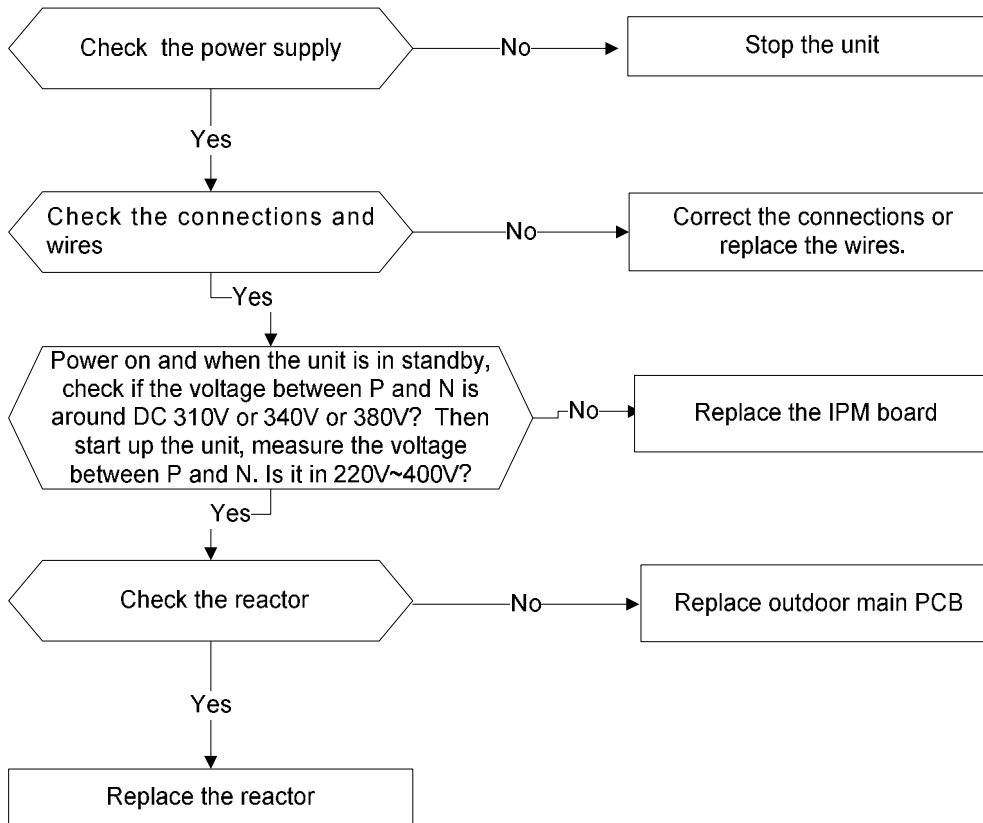 Check the power supply
No
Stop the unit
Yes
Check the connections and
wires
No
Correct the connections or
replace the wires.
Yes
Power on and when the unit is in standby,
check if the voltage between P and N is
around DC 310V or 340V or 380V? Then
start up the unit, measure the voltage
between P and N. Is it in 220V~400V?
No
Replace the IPM board
Yes
Check the reactor
No
Replace outdoor main PCB
Yes
Replace the reactor